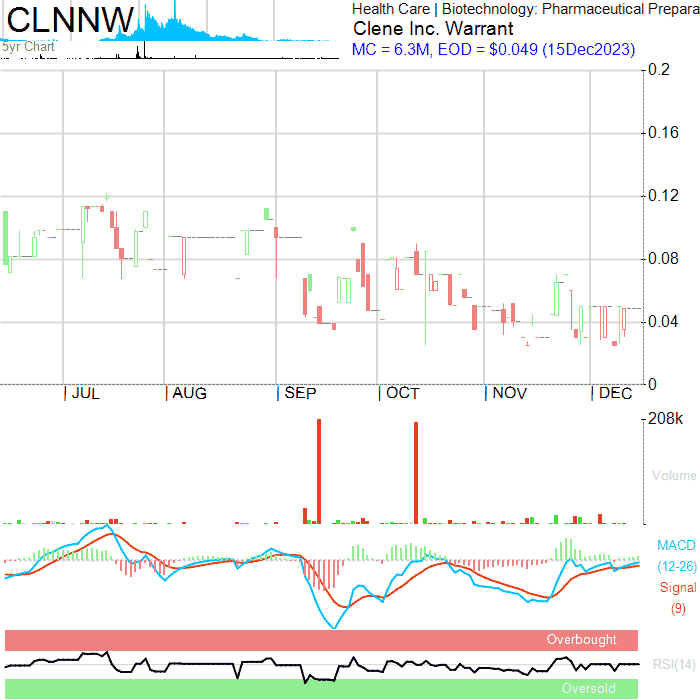 CLNNW
5yr Chart
Health Care | Biotechnology: Pharmaceutical Prepara
Clene Inc. Warrant
MC = 6.3M, EOD = $0.049 (15Dec2023)
0.2
0.16
0.12
0.08
0.04
0
| JUL | AUG | SEP | OCT | NOV | DEC
208k
Volume
MACD
(12-26)
Signal
(9)
Overbought
RSI(14)
Oversold